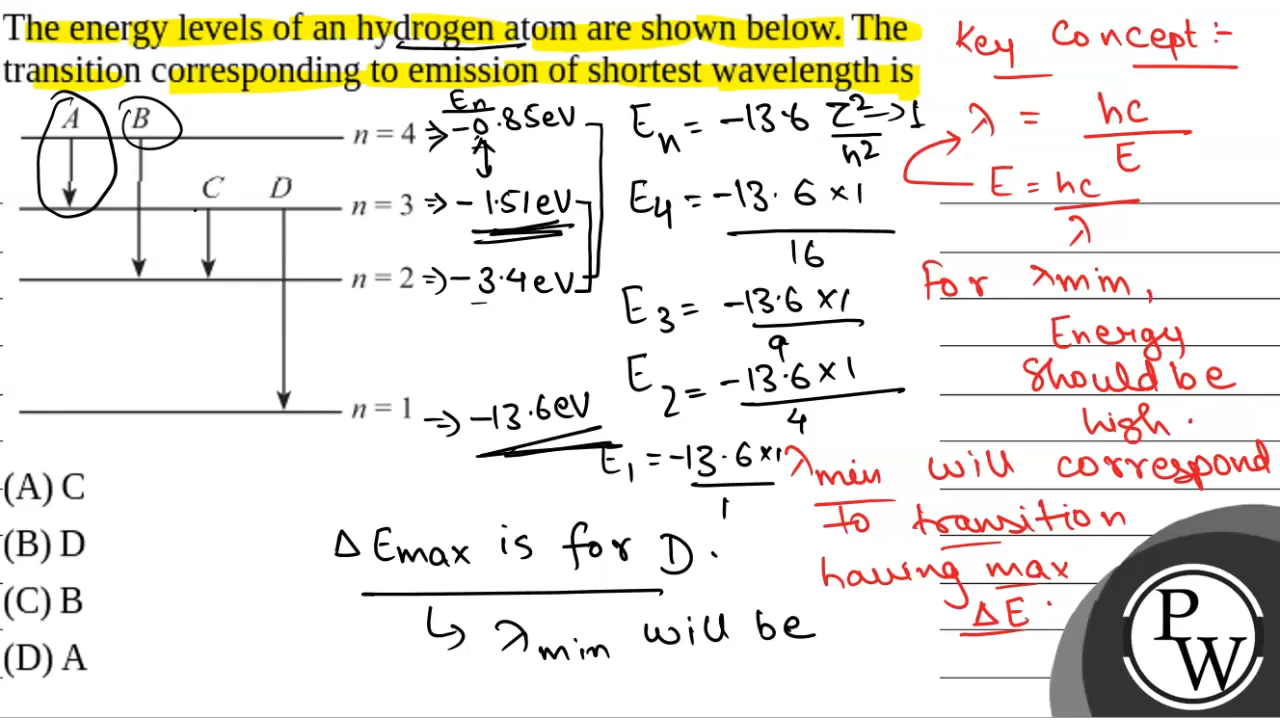 The energy levels of an hydrogen atom are shown below. The
transition corresponding to emission of shortest wavelength is
A
B
C
D
n = 4
n = 3
n = 2
n = 1
En
⇒ -0.85eV
⇒ - 1.51eV
⇒ - 3.4eV
⇒ -13.6eV
(A) C
(B) D
(C) B
(D) A
En = -13.6 Z²→1
n²
E4 = -13.6 × 1
16
E3 = -13.6 × 1
9
E2 = -13.6 × 1
4
E1 = -13.6 × 1
1
Δ Emax is for D.
↳ λmin will be
Key Concept :-
λ = hc
E
E = hc
λ
For λmin,
Energy
should be
high.
λmin will correspond
to transition
having max
ΔE.
P
W